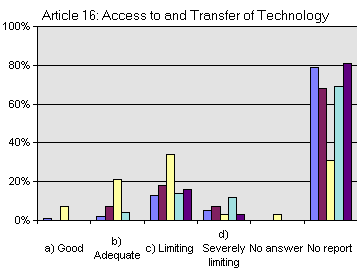 Article 16: Access to and Transfer of Technology
100%
80%
60%
40%
20%
0%
a) Good
b)
Adequate
c) Limiting
d)
Severely
limiting
No answer
No report